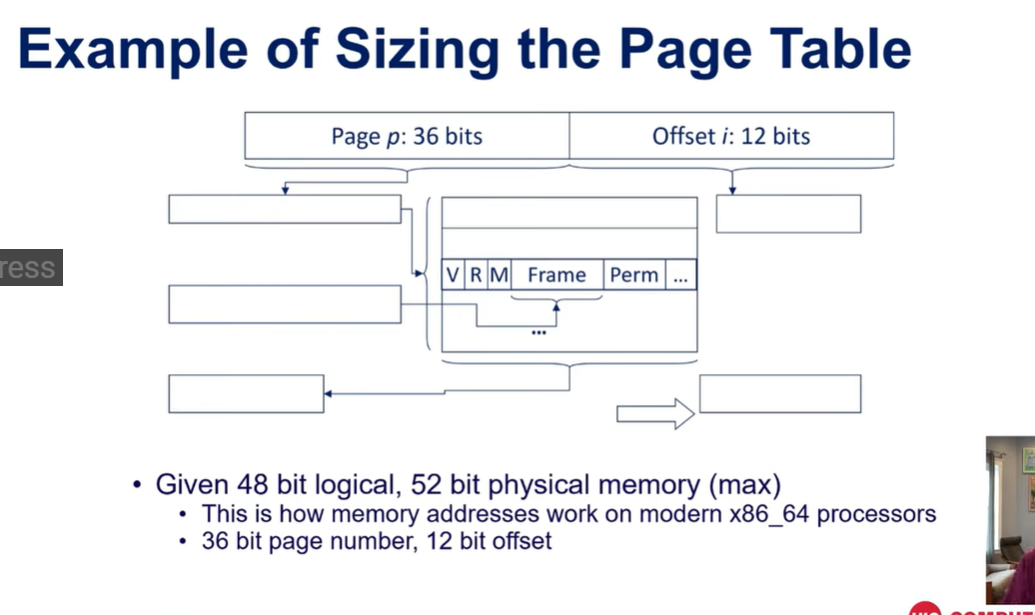 Example of Sizing the Page Table
Page p: 36 bits Offset i: 12 bits
ress
V R M Frame Perm ...
...
• Given 48 bit logical, 52 bit physical memory (max)
• This is how memory addresses work on modern x86_64 processors
• 36 bit page number, 12 bit offset